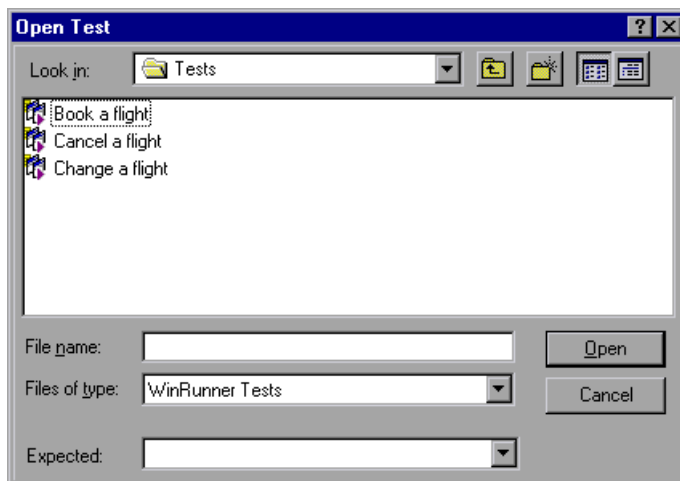 Open Test
Look in: Tests
Book a flight
Cancel a flight
Change a flight
File name: Open
Files of type: WinRunner Tests Cancel
Expected: